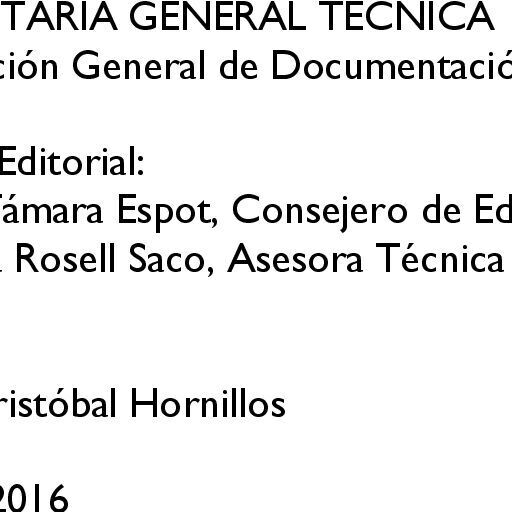 TARIA GENERAL TÉCNICA
ción General de Documentació
Editorial:
Támara Espot, Consejero de Ed
Rosell Saco, Asesora Técnica
ristóbal Hornillos
2016